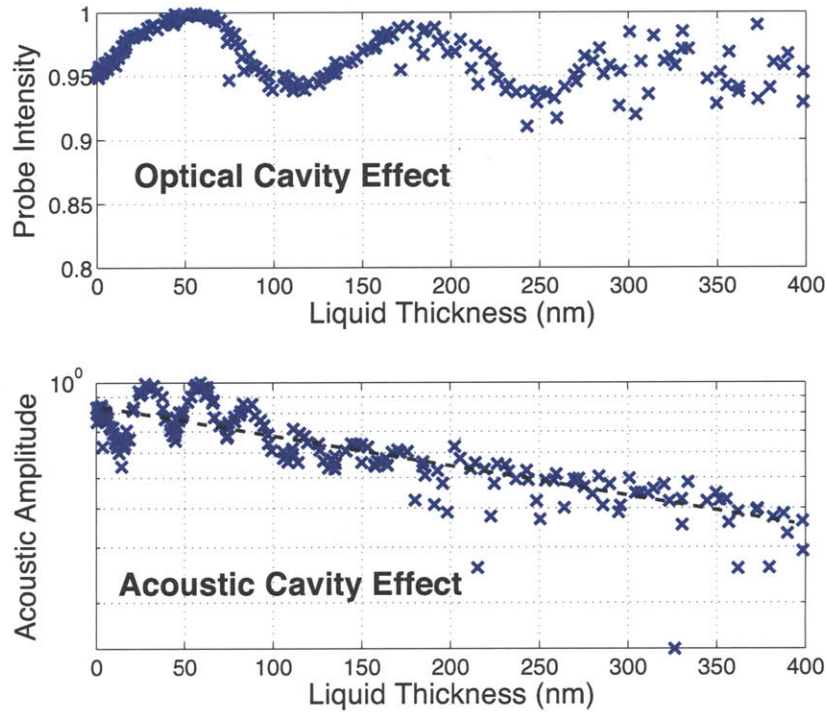 1
0.95
0.9
0.85
0.8
Probe Intensity
Optical Cavity Effect
0 50 100 150 200 250 300 350 400
Liquid Thickness (nm)
10⁰
Acoustic Amplitude
Acoustic Cavity Effect
0 50 100 150 200 250 300 350 400
Liquid Thickness (nm)